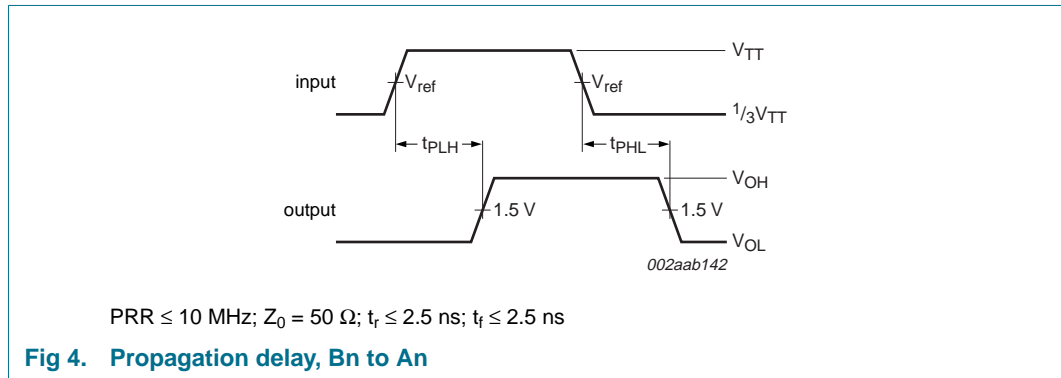 V_TT
input
V_ref
V_ref
1/3V_TT
t_PLH
t_PHL
V_OH
output
1.5 V
1.5 V
V_OL
002aab142
PRR ≤ 10 MHz; Z_0 = 50 Ω; t_r ≤ 2.5 ns; t_f ≤ 2.5 ns
Fig 4. Propagation delay, Bn to An